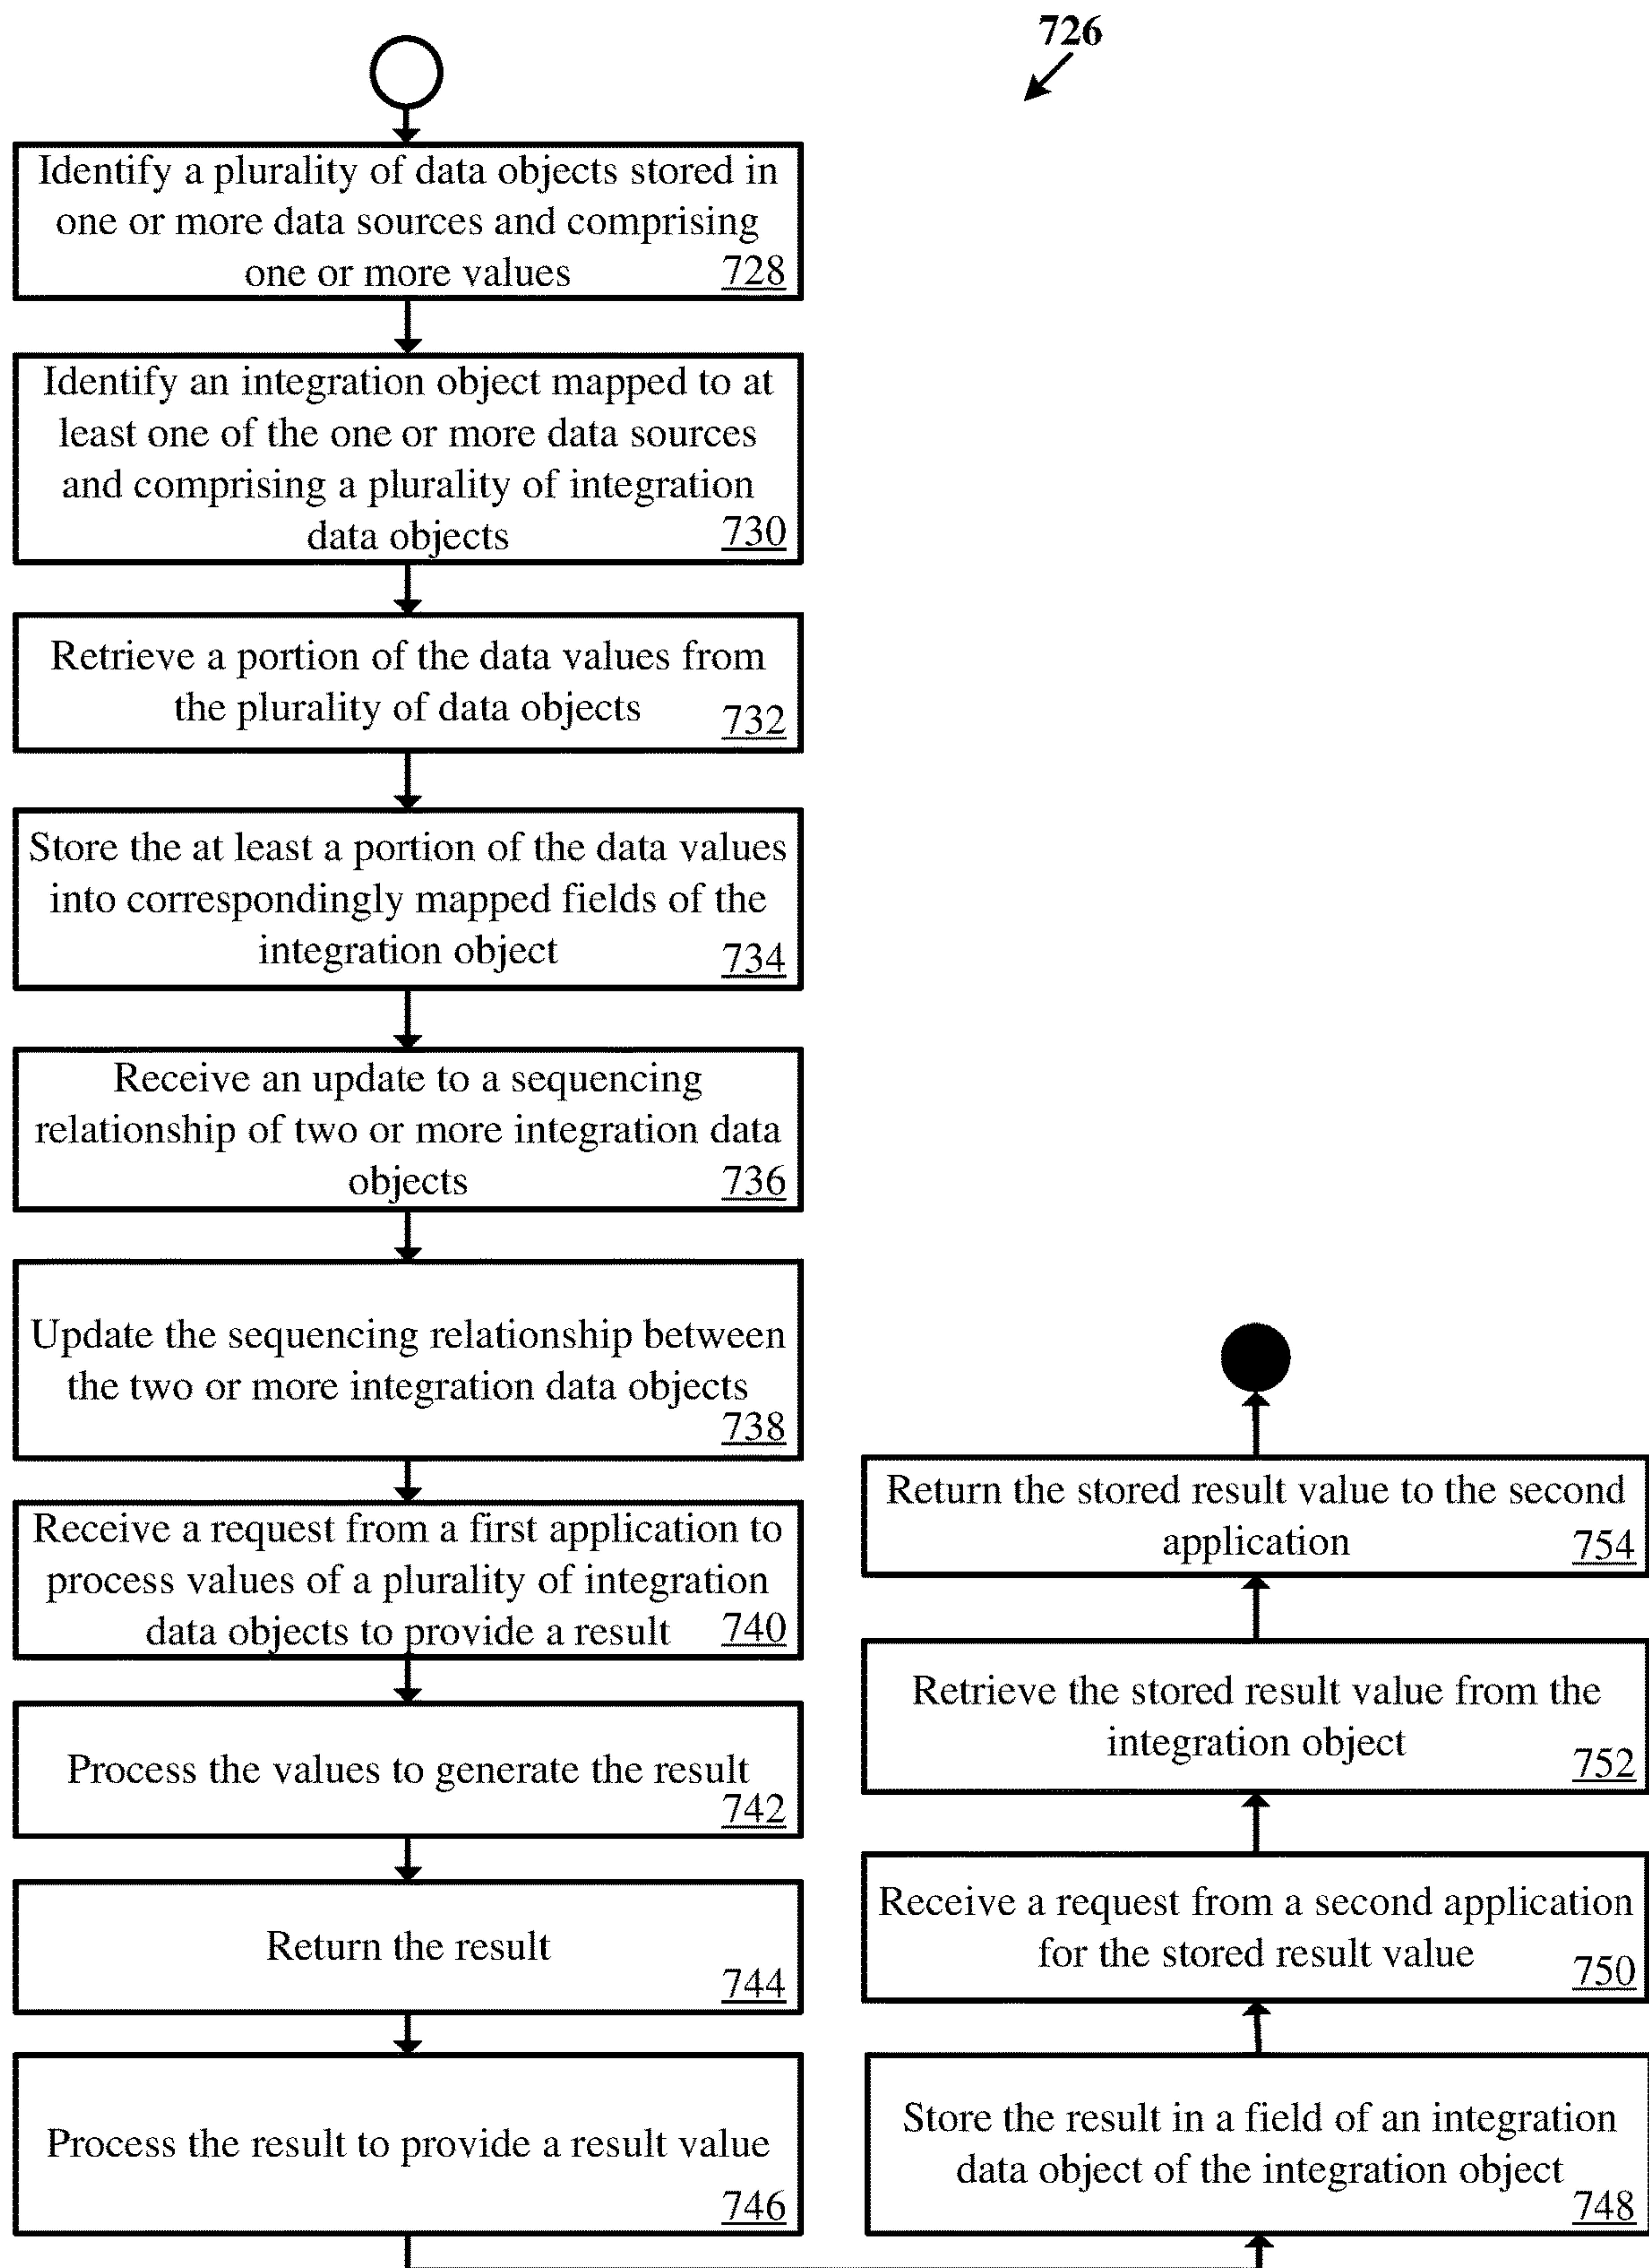 726
Identify a plurality of data objects stored in
one or more data sources and comprising
one or more values 728
Identify an integration object mapped to at
least one of the one or more data sources
and comprising a plurality of integration
data objects 730
Retrieve a portion of the data values from
the plurality of data objects 732
Store the at least a portion of the data values
into correspondingly mapped fields of the
integration object 734
Receive an update to a sequencing
relationship of two or more integration data
objects 736
Update the sequencing relationship between
the two or more integration data objects
738
Receive a request from a first application to
process values of a plurality of integration
data objects to provide a result 740
Process the values to generate the result
742
Return the result
744
Process the result to provide a result value
746
Store the result in a field of an integration
data object of the integration object
748
Receive a request from a second application
for the stored result value 750
Retrieve the stored result value from the
integration object 752
Return the stored result value to the second
application 754